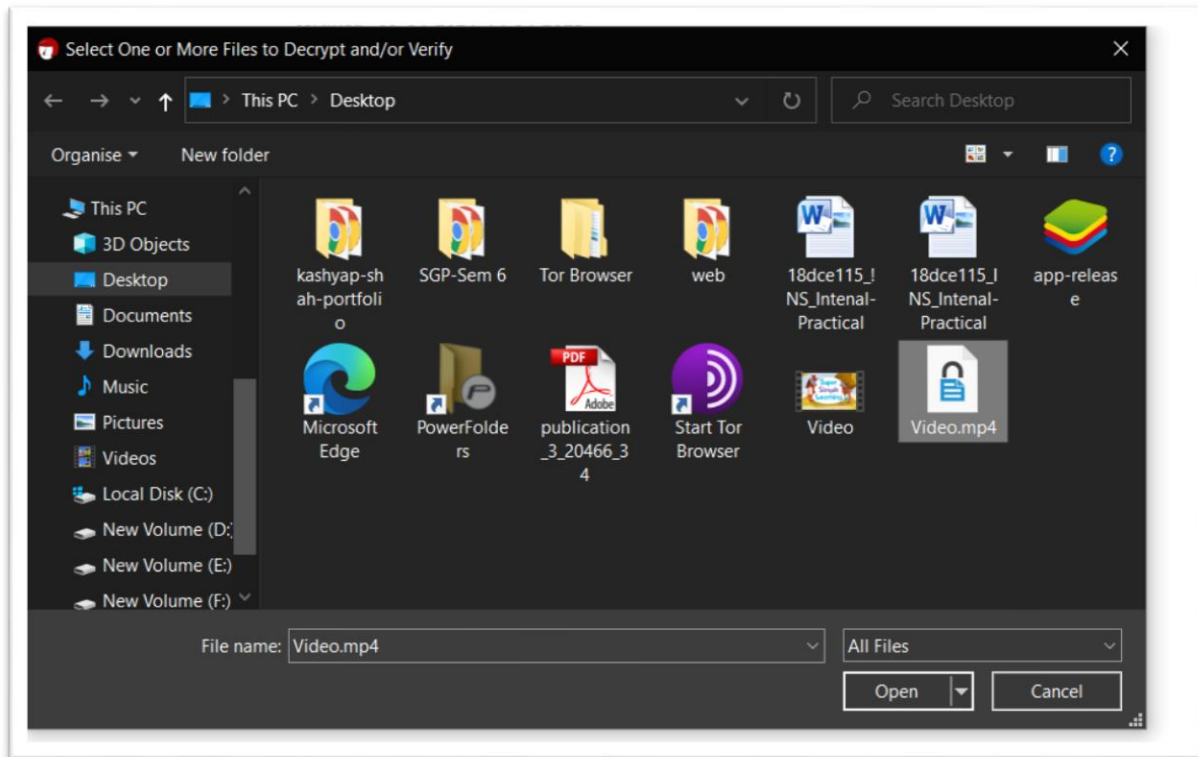 Select One or More Files to Decrypt and/or Verify
This PC > Desktop
Search Desktop
Organise
New folder
This PC
3D Objects
Desktop
Documents
Downloads
Music
Pictures
Videos
Local Disk (C:)
New Volume (D:
New Volume (E:)
New Volume (F:)
kashyap-sh
ah-portfoli
o
SGP-Sem 6
Tor Browser
web
18dce115_!
NS_Intenal-
Practical
18dce115_I
NS_Intenal-
Practical
app-releas
e
Microsoft
Edge
PowerFolde
rs
PDF
Adobe
publication
_3_20466_3
4
Start Tor
Browser
Super
Simple
Learning
Video
Video.mp4
File name:
Video.mp4
All Files
Open
Cancel